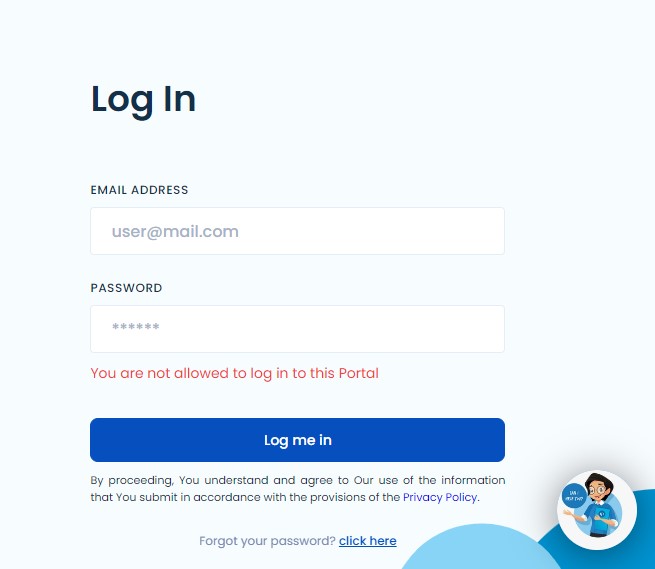 Log In
EMAIL ADDRESS
user@mail.com
PASSWORD
******
You are not allowed to log in to this Portal
Log me in
By proceeding, You understand and agree to Our use of the information
that You submit in accordance with the provisions of the Privacy Policy.
Forgot your password? click here